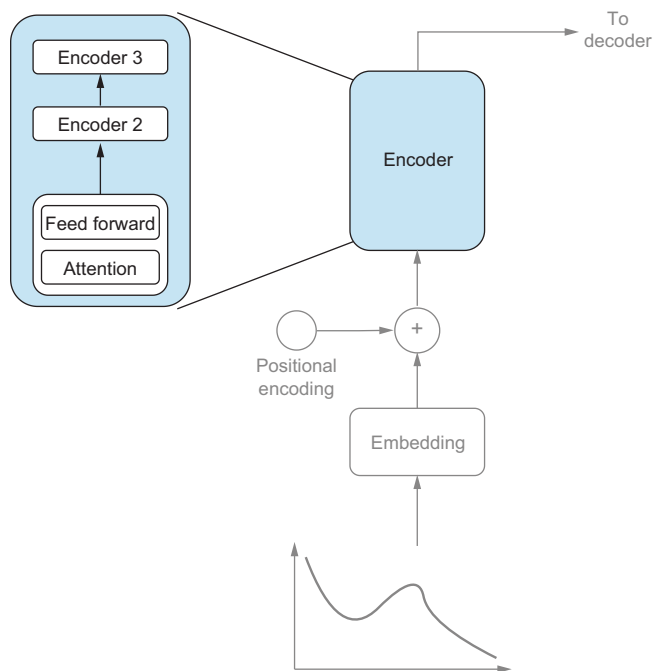 To
decoder
Encoder 3
Encoder 2
Feed forward
Attention
Encoder
+
Positional
encoding
Embedding